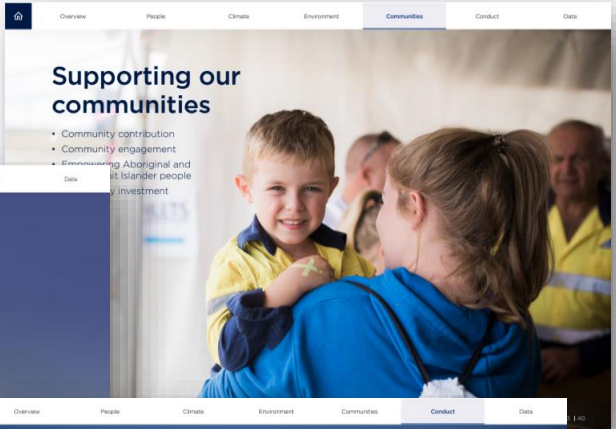 Overview People Climate Environment Communities Conduct Data
Supporting our
communities
• Community contribution
• Community engagement
• Empowering Aboriginal and
it Islander people
y investment
Data
Overview People Climate Environment Communities Conduct Data
| 40